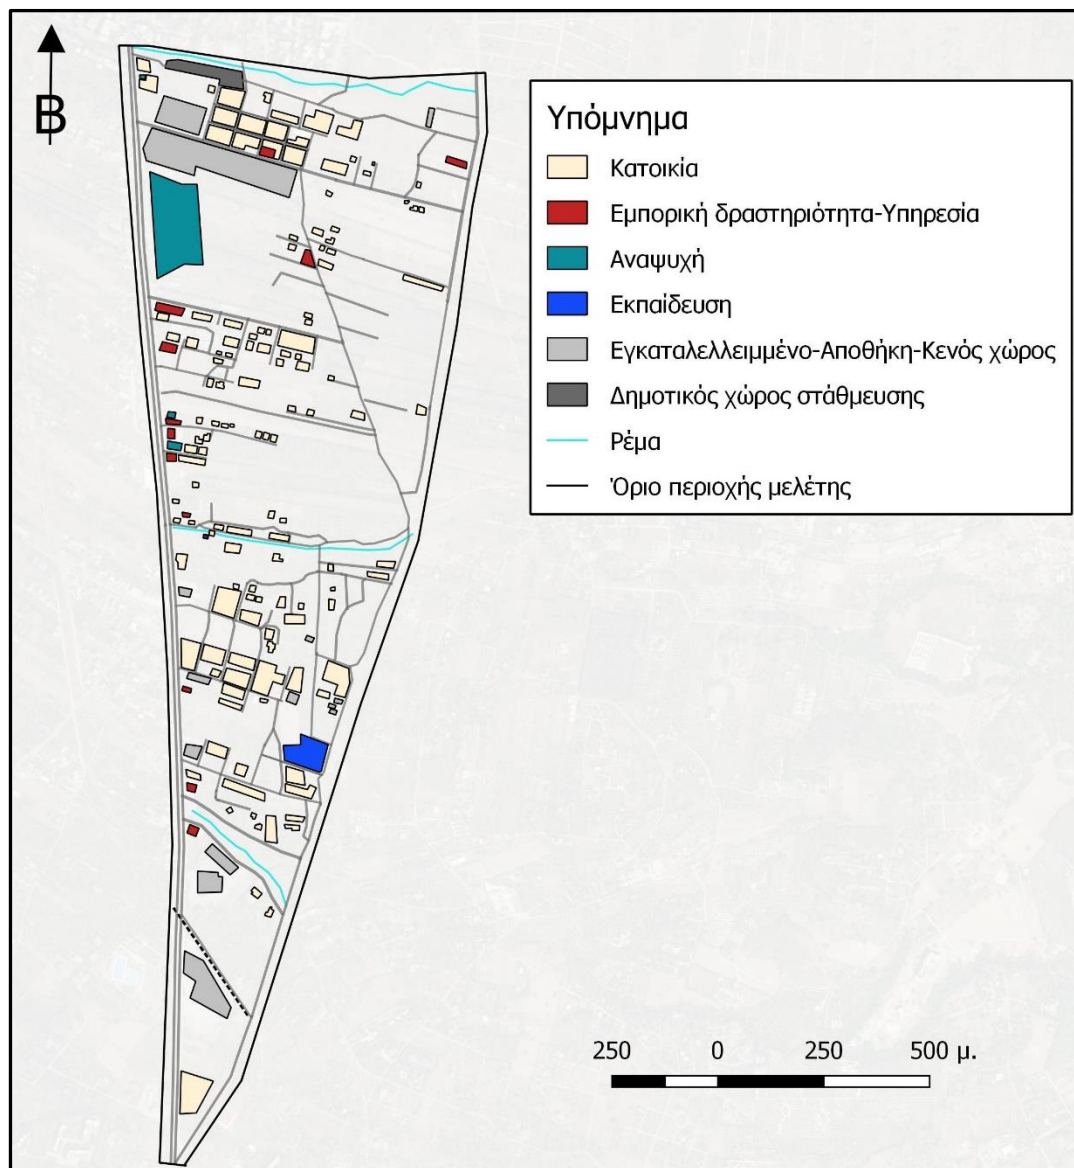 Β
Υπόμνημα
Κατοικία
Εμπορική δραστηριότητα-Υπηρεσία
Αναψυχή
Εκπαίδευση
Εγκαταλελλειμμένο-Αποθήκη-Κενός χώρος
Δημοτικός χώρος στάθμευσης
Ρέμα
Όριο περιοχής μελέτης
250 0 250 500 μ.